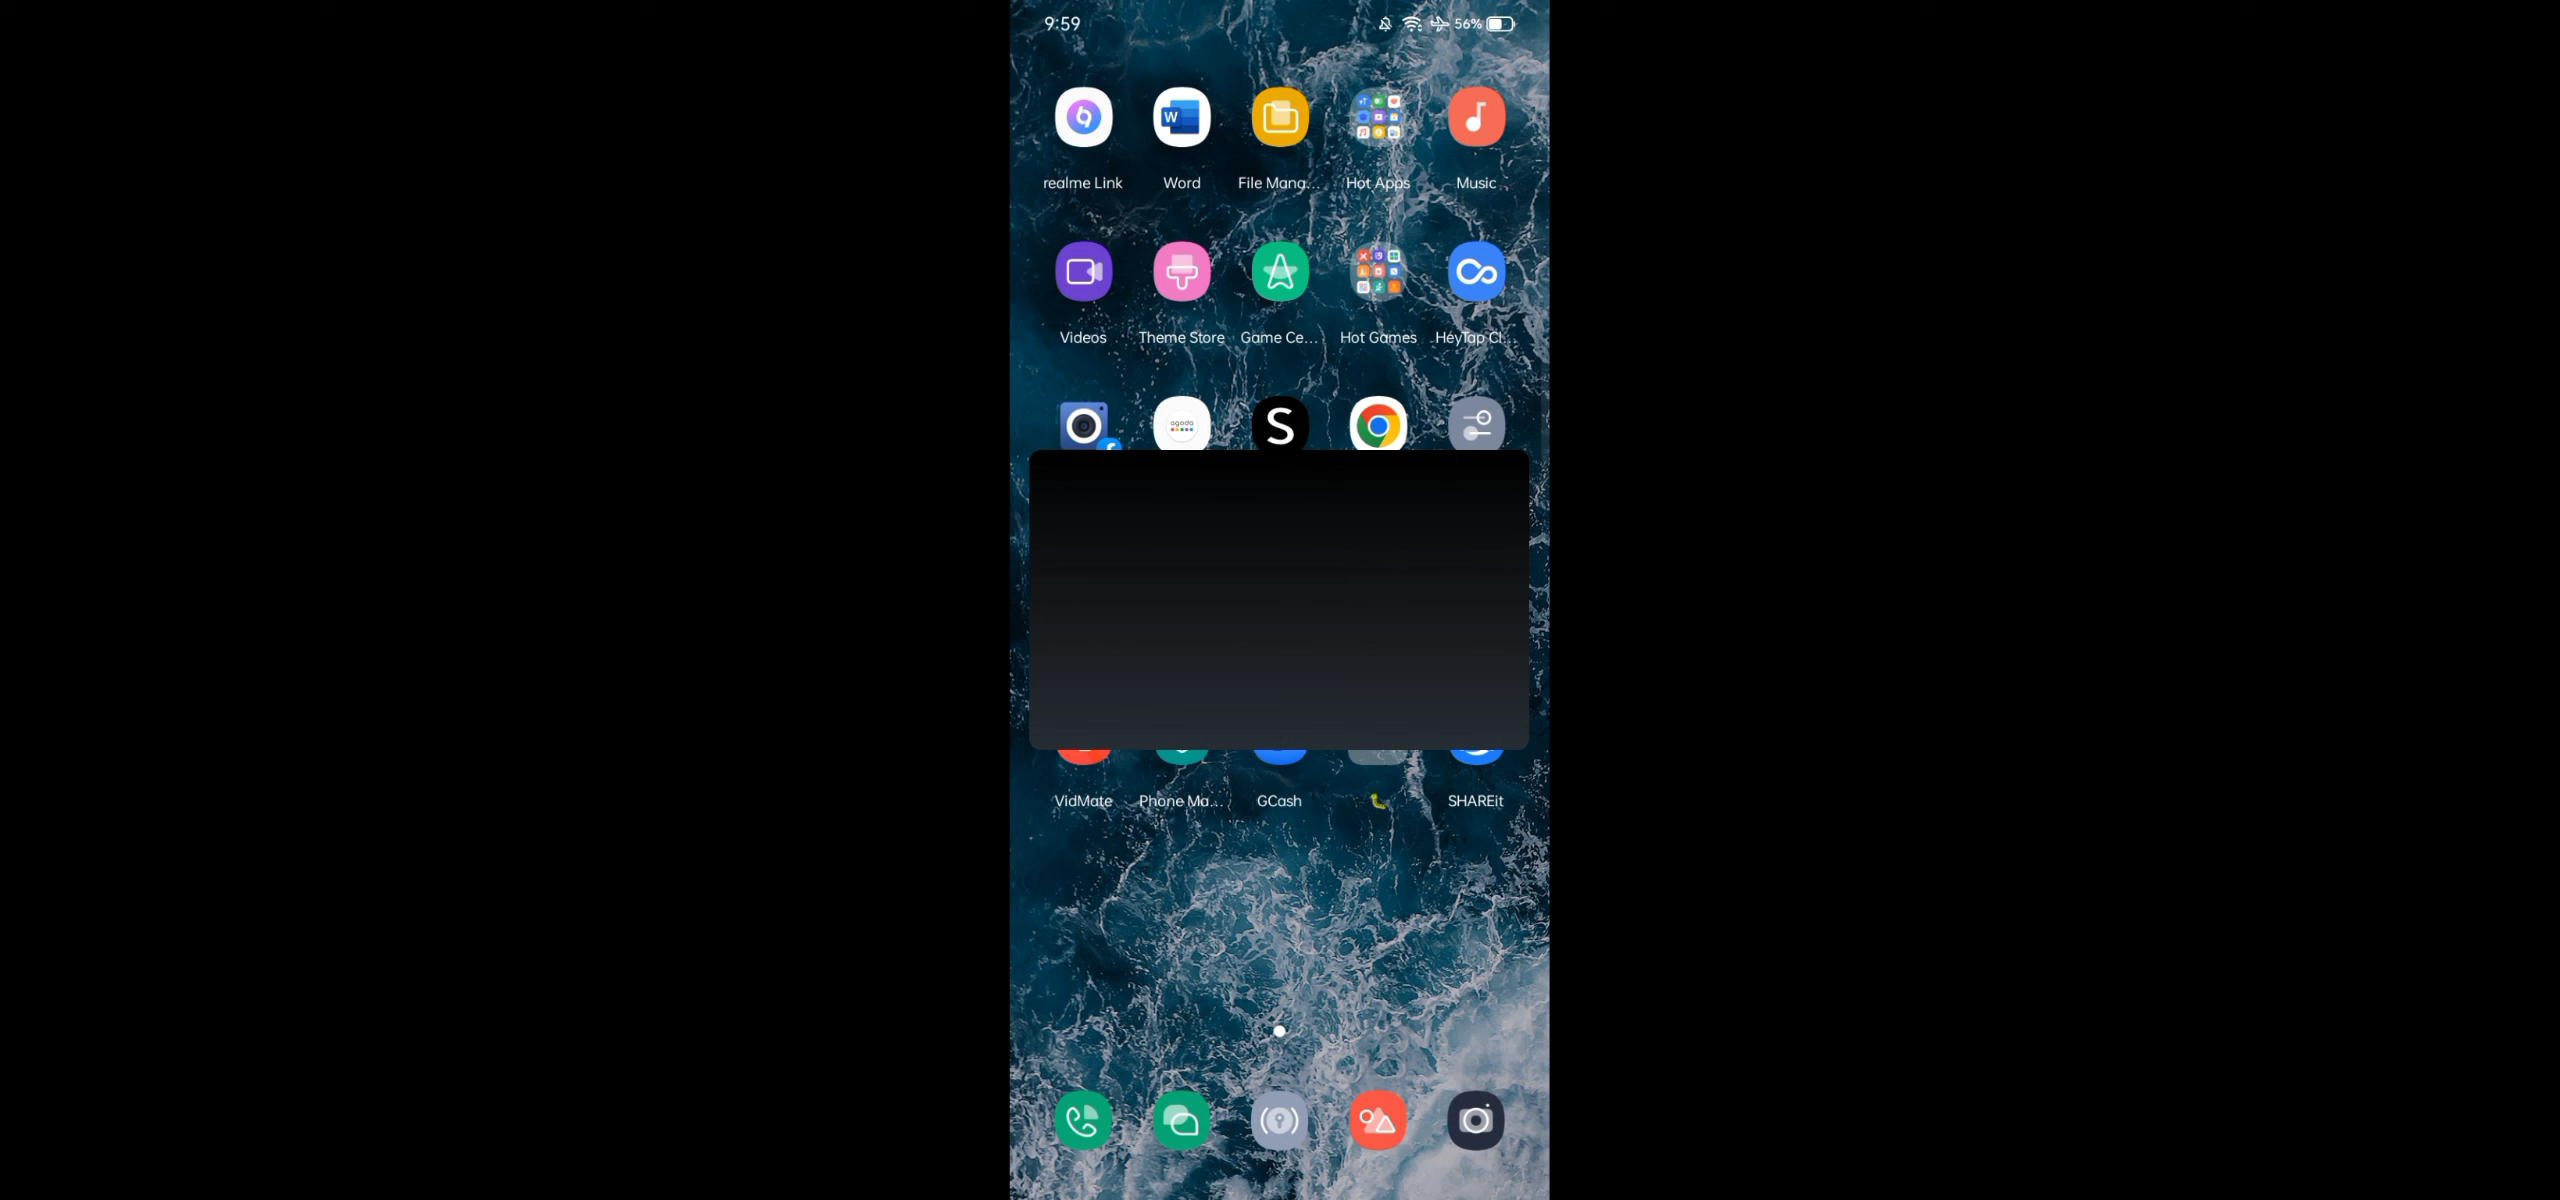 9:59 56%
W
realme Link Word File Mana... Hot Apps Music
Videos Theme Store Game Ce... Hot Games HeyTap Cl...
agoda S
VidMate Phone Ma... GCash 🐛 SHAREit